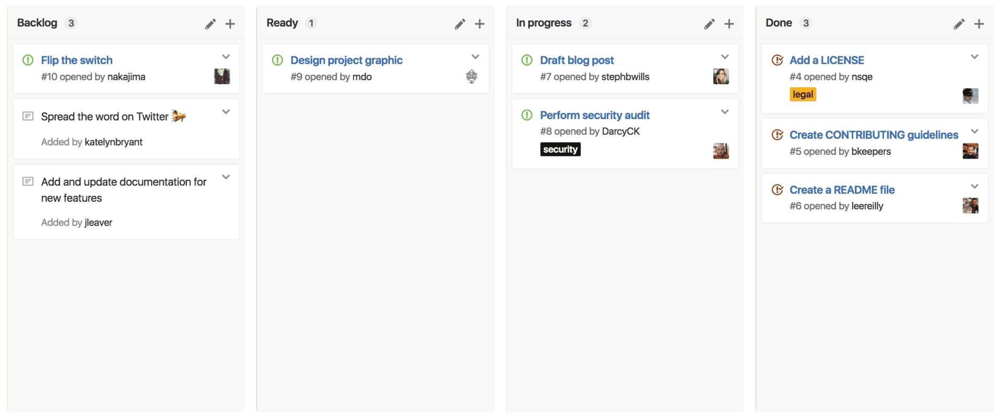 Backlog 3
Flip the switch
#10 opened by nakajima
Spread the word on Twitter
Added by katelynbryant
Add and update documentation for
new features
Added by jleaver
Ready 1
Design project graphic
#9 opened by mdo
In progress 2
Draft blog post
#7 opened by stephbwills
Perform security audit
#8 opened by DarcyCK
security
Done 3
Add a LICENSE
#4 opened by nsqe
legal
Create CONTRIBUTING guidelines
#5 opened by bkeepers
Create a README file
#6 opened by leereilly